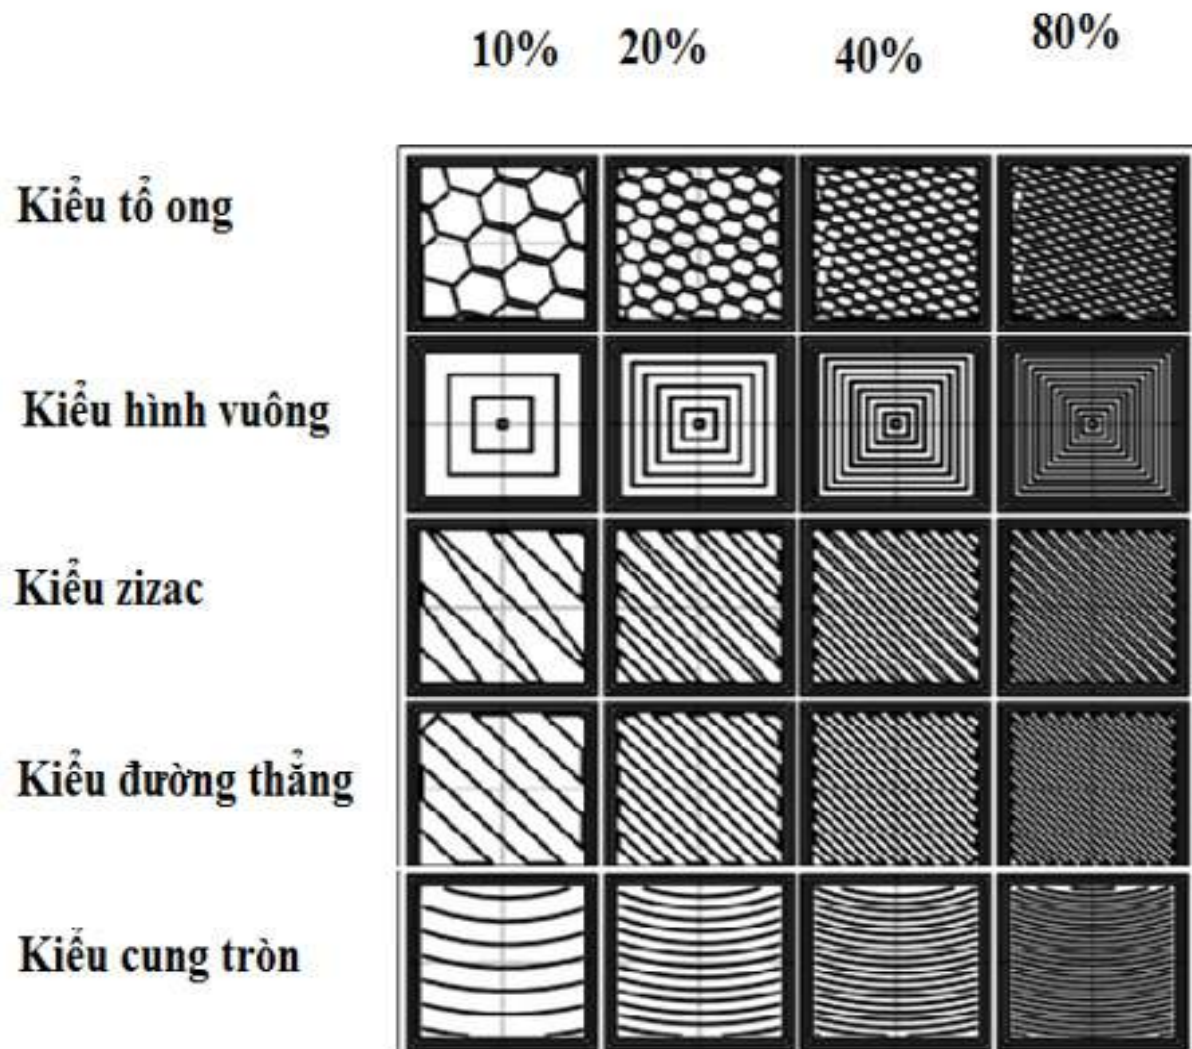 10% 20% 40% 80%
Kiểu tổ ong
Kiểu hình vuông
Kiểu zizac
Kiểu đường thẳng
Kiểu cung tròn